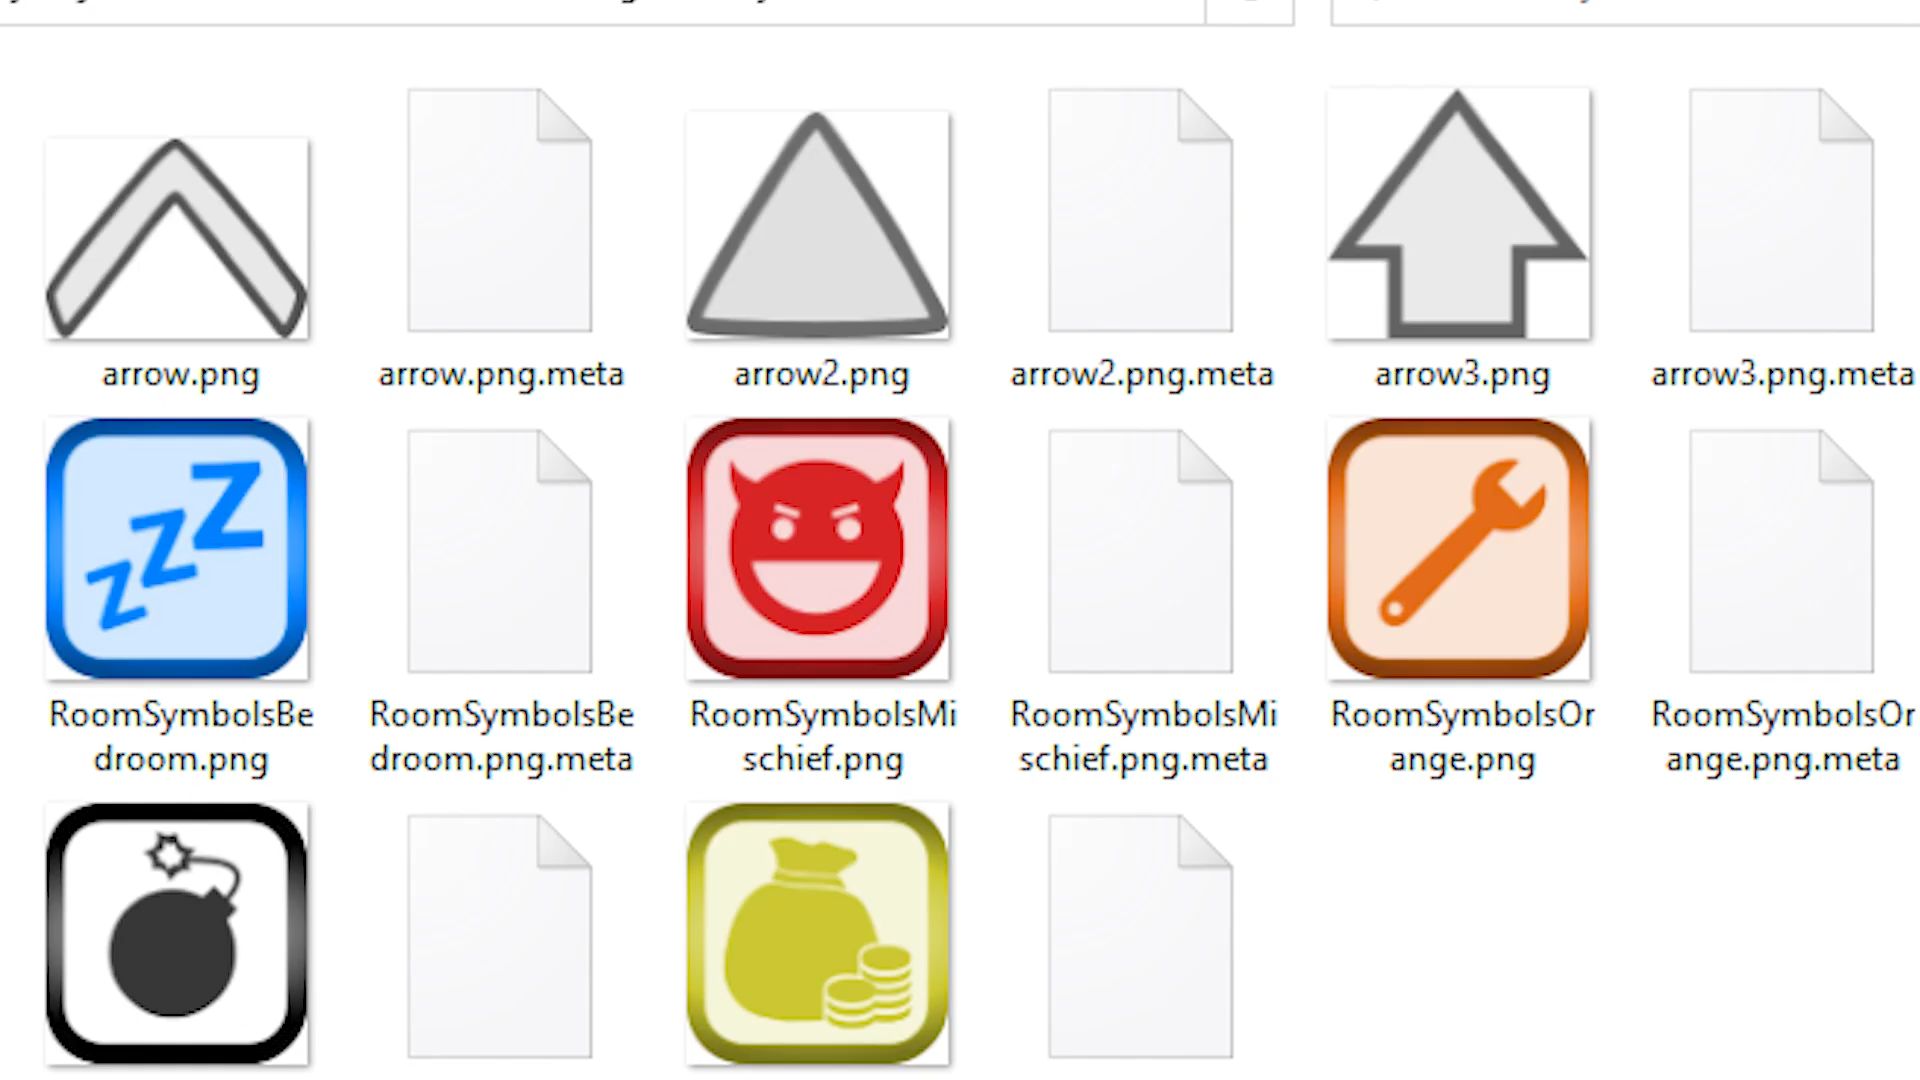 arrow.png
arrow.png.meta
arrow2.png
arrow2.png.meta
arrow3.png
arrow3.png.meta
RoomSymbolsBe
droom.png
RoomSymbolsBe
droom.png.meta
RoomSymbolsMi
schief.png
RoomSymbolsMi
schief.png.meta
RoomSymbolsOr
ange.png
RoomSymbolsOr
ange.png.meta